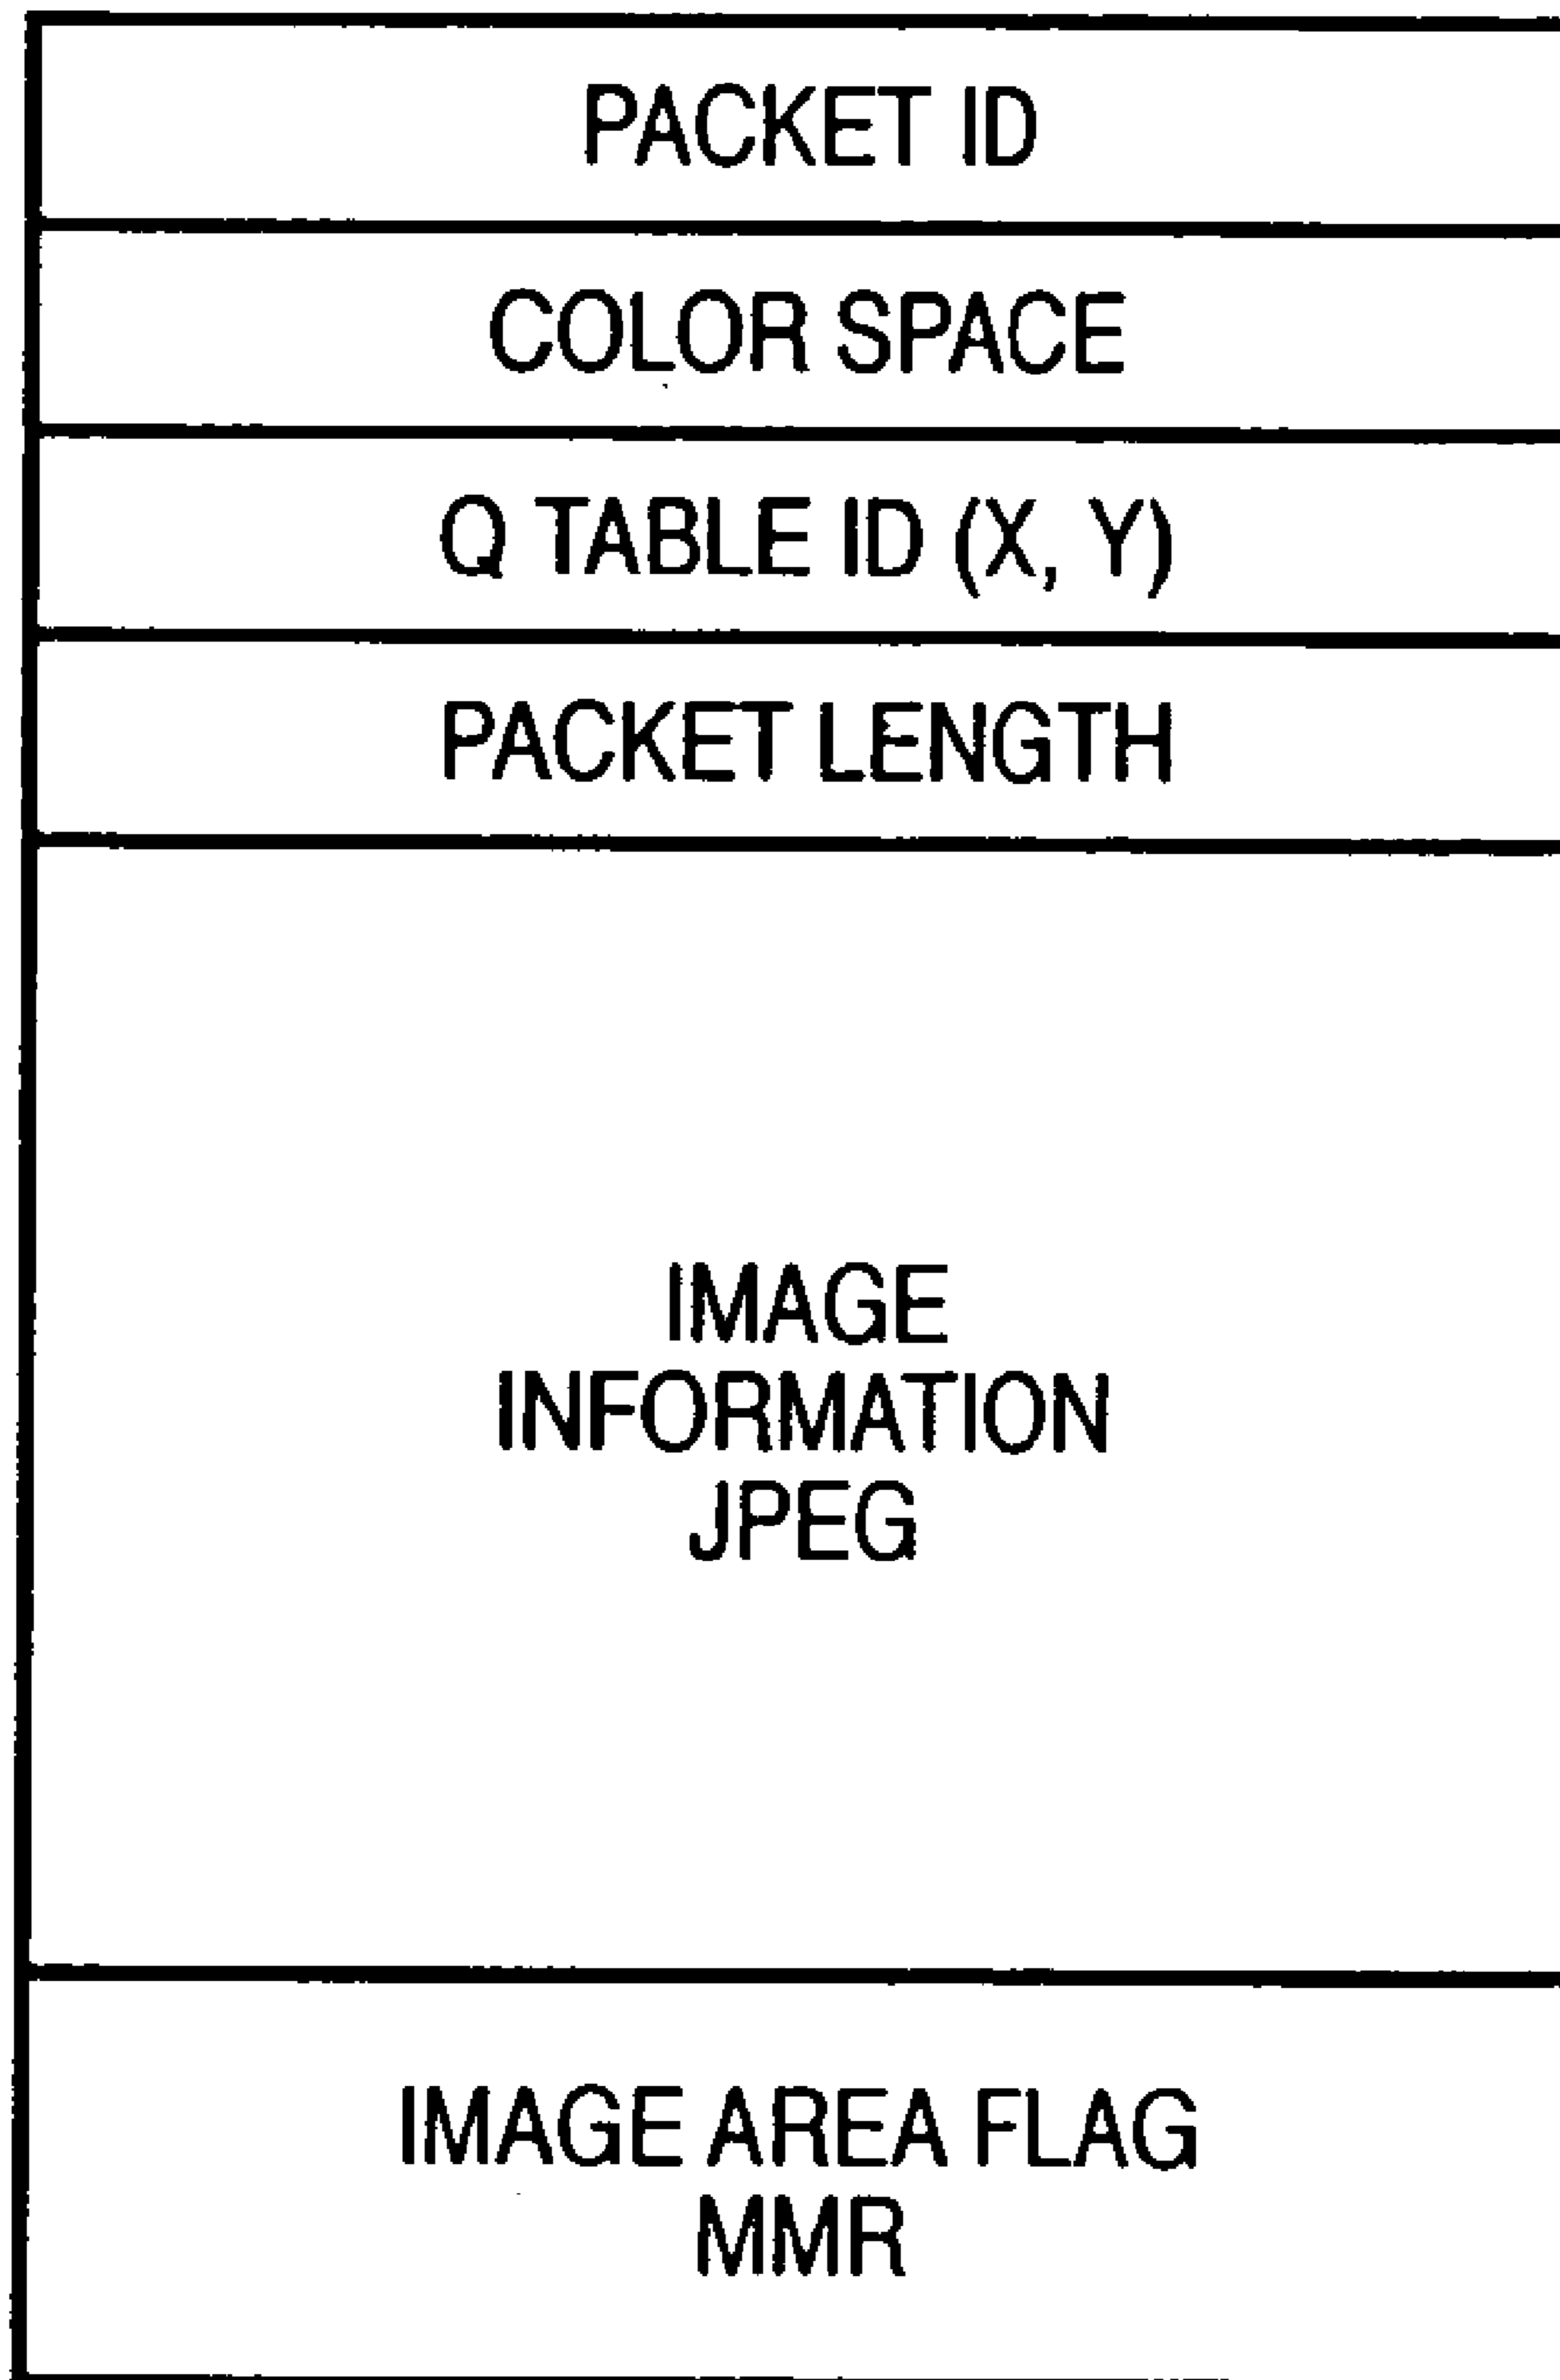 PACKET ID
COLOR SPACE
Q TABLE ID (X, Y)
PACKET LENGTH
IMAGE
INFORMATION
JPEG
IMAGE AREA FLAG
MMR